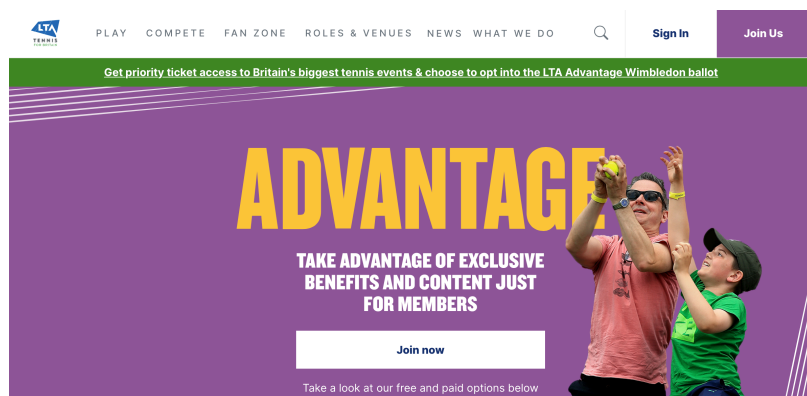 LTA
TENNIS
FOR BRITAIN
PLAY COMPETE FAN ZONE ROLES & VENUES NEWS WHAT WE DO Sign In Join Us
Get priority ticket access to Britain's biggest tennis events & choose to opt into the LTA Advantage Wimbledon ballot
ADVANTAGE
TAKE ADVANTAGE OF EXCLUSIVE
BENEFITS AND CONTENT JUST
FOR MEMBERS
Join now
Take a look at our free and paid options below